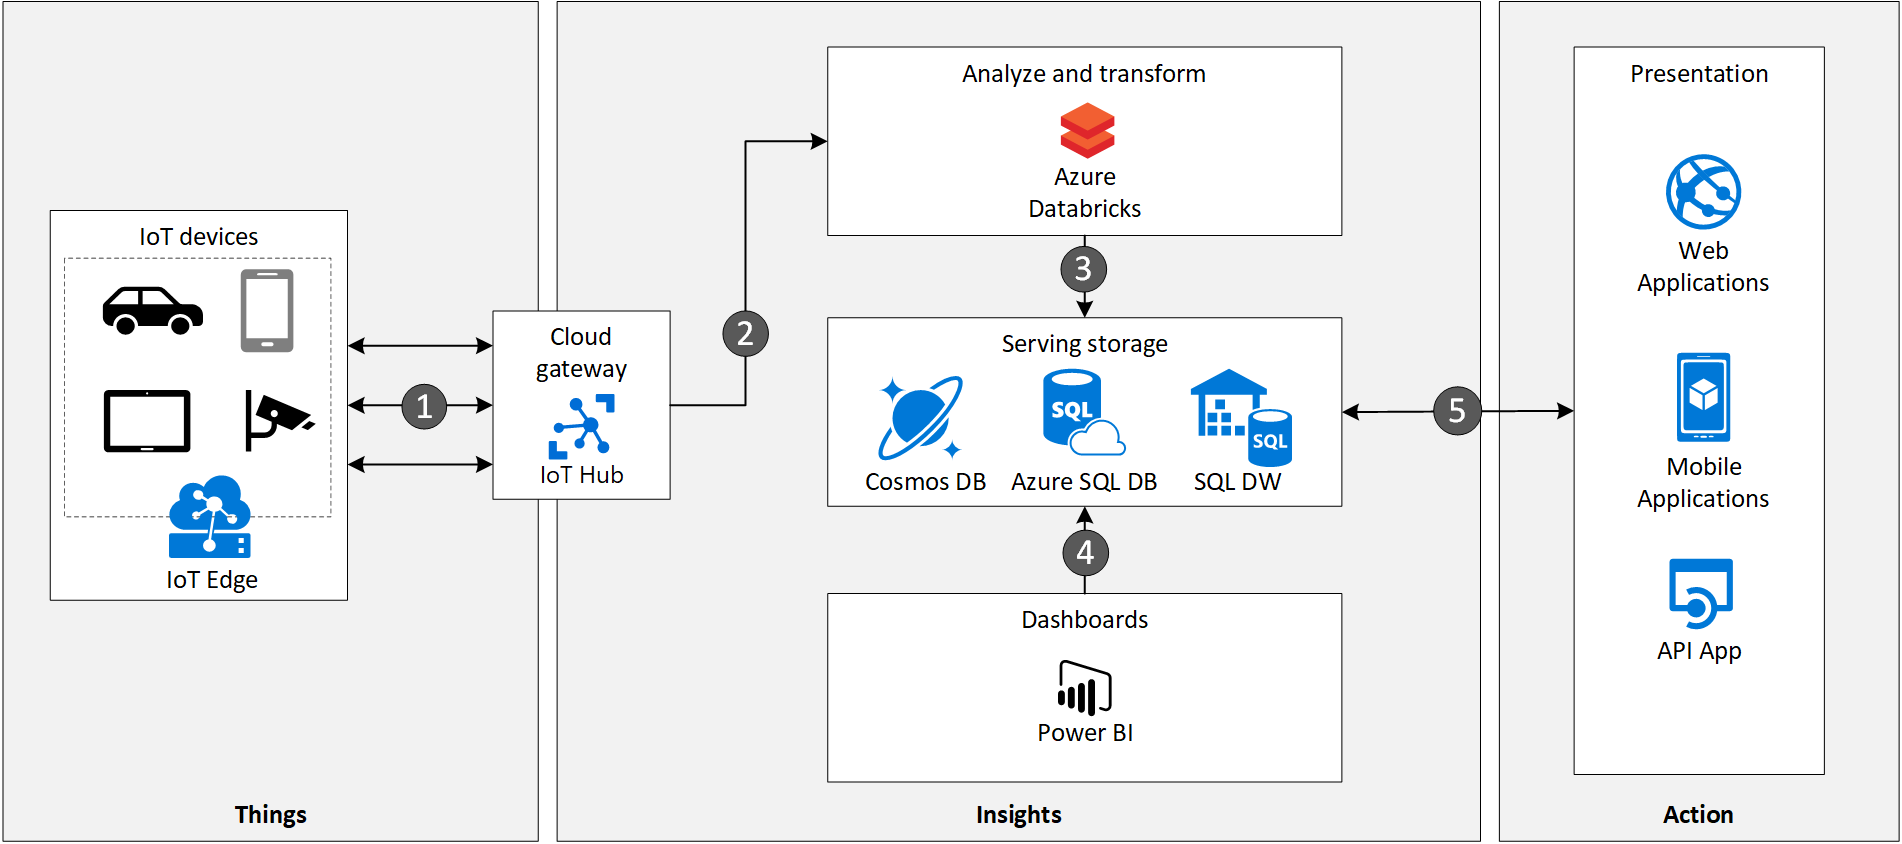 IoT devices
IoT Edge
Things
1
Cloud
gateway
IoT Hub
2
Analyze and transform
Azure
Databricks
3
Serving storage
SQL
SQL
Cosmos DB
Azure SQL DB
SQL DW
4
Dashboards
Power BI
Insights
5
Presentation
Web
Applications
Mobile
Applications
API App
Action